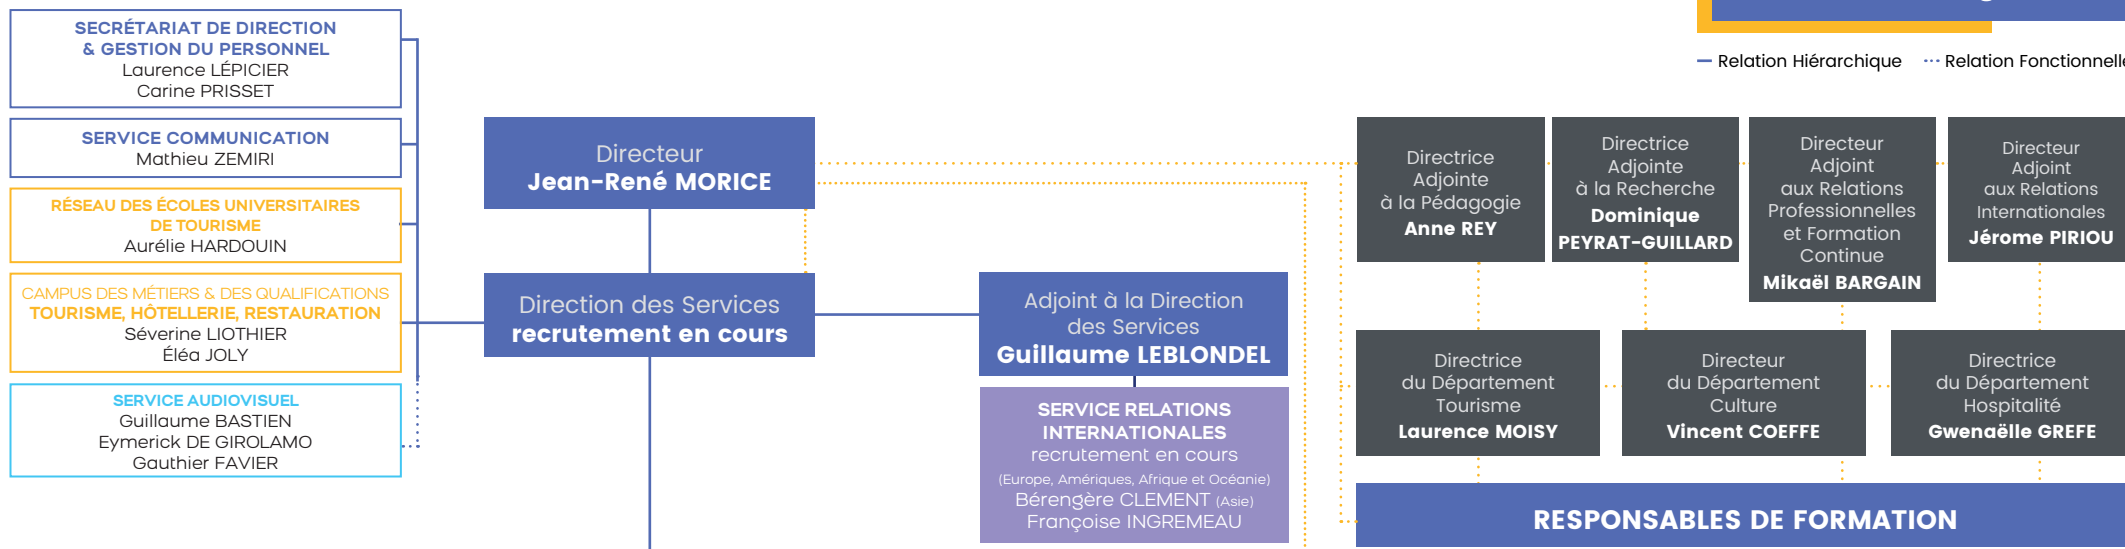 SECRÉTARIAT DE DIRECTION
& GESTION DU PERSONNEL
Laurence LÉPICIER
Carine PRISSET
SERVICE COMMUNICATION
Mathieu ZEMIRI
RÉSEAU DES ÉCOLES UNIVERSITAIRES
DE TOURISME
Aurélie HARDOUIN
CAMPUS DES MÉTIERS & DES QUALIFICATIONS
TOURISME, HÔTELLERIE, RESTAURATION
Séverine LIOTHIER
Éléa JOLY
SERVICE AUDIOVISUEL
Guillaume BASTIEN
Eymerick DE GIROLAMO
Gauthier FAVIER
Directeur
Jean-René MORICE
Direction des Services
recrutement en cours
Adjoint à la Direction
des Services
Guillaume LEBLONDEL
SERVICE RELATIONS
INTERNATIONALES
recrutement en cours
(Europe, Amériques, Afrique et Océanie)
Bérengère CLEMENT (Asie)
Françoise INGREMEAU
Relation Hiérarchique
Relation Fonctionnelle
Directrice
Adjointe
à la Pédagogie
Anne REY
Directrice
Adjointe
à la Recherche
Dominique
PEYRAT-GUILLARD
Directeur
Adjoint
aux Relations
Professionnelles
et Formation
Continue
Mikaël BARGAIN
Directeur
Adjoint
aux Relations
Internationales
Jérome PIRIOU
Directrice
du Département
Tourisme
Laurence MOISY
Directeur
du Département
Culture
Vincent COEFFE
Directrice
du Département
Hospitalité
Gwenaëlle GREFE
RESPONSABLES DE FORMATION